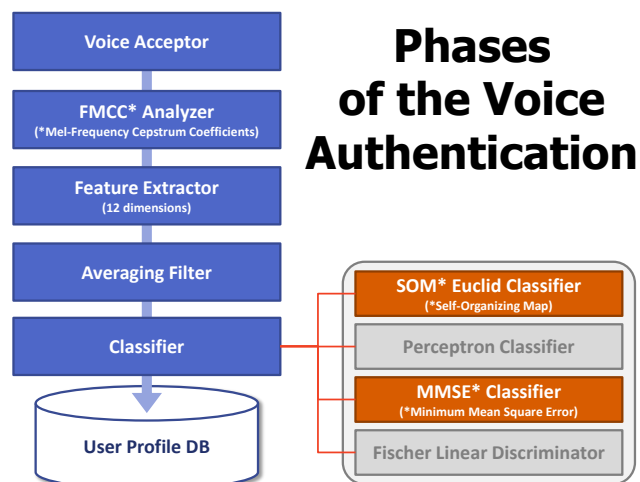 Phases
of the Voice
Authentication
Voice Acceptor
FMCC* Analyzer
(*Mel-Frequency Cepstrum Coefficients)
Feature Extractor
(12 dimensions)
Averaging Filter
Classifier
User Profile DB
SOM* Euclid Classifier
(*Self-Organizing Map)
Perceptron Classifier
MMSE* Classifier
(*Minimum Mean Square Error)
Fischer Linear Discriminator